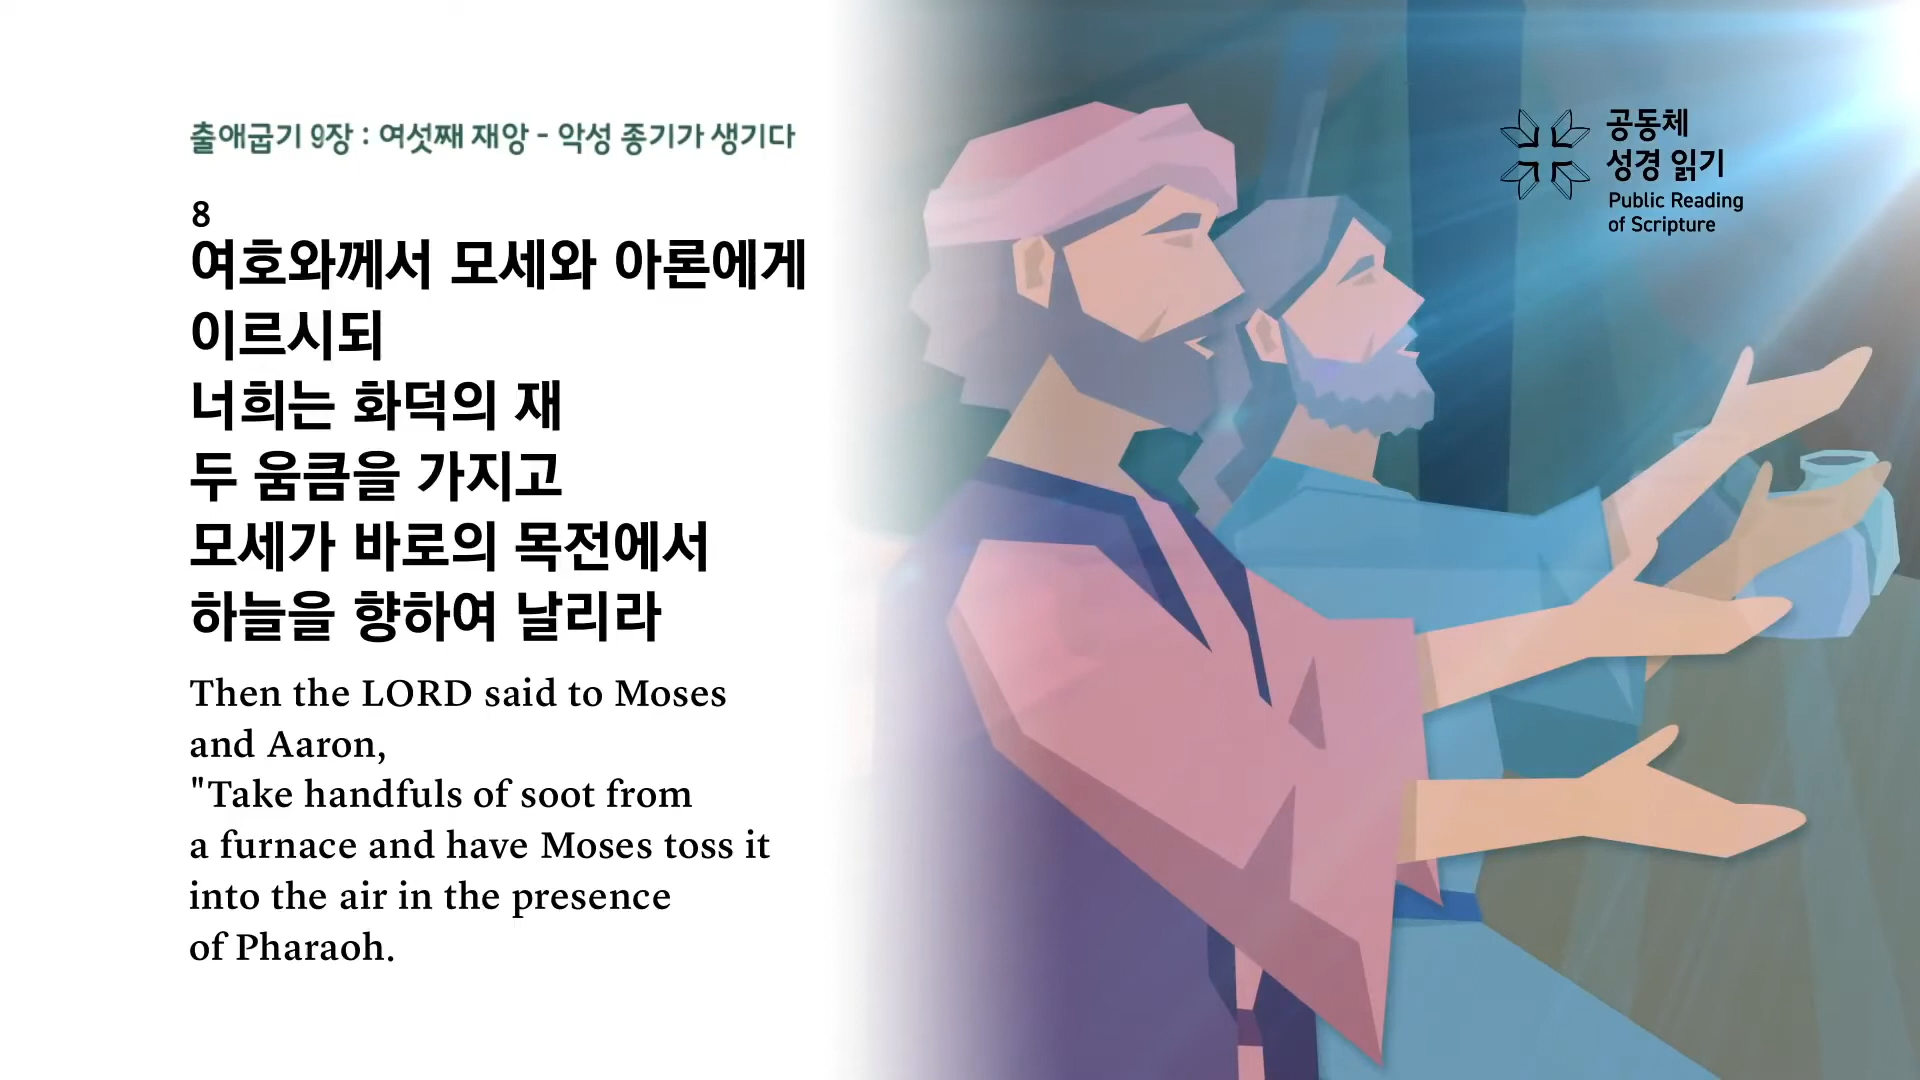 출애굽기 9장 : 여섯째 재앙 - 악성 종기가 생기다
8
여호와께서 모세와 아론에게
이르시되
너희는 화덕의 재
두 움큼을 가지고
모세가 바로의 목전에서
하늘을 향하여 날리라
Then the LORD said to Moses
and Aaron,
"Take handfuls of soot from
a furnace and have Moses toss it
into the air in the presence
of Pharaoh.
공동체
성경 읽기
Public Reading
of Scripture